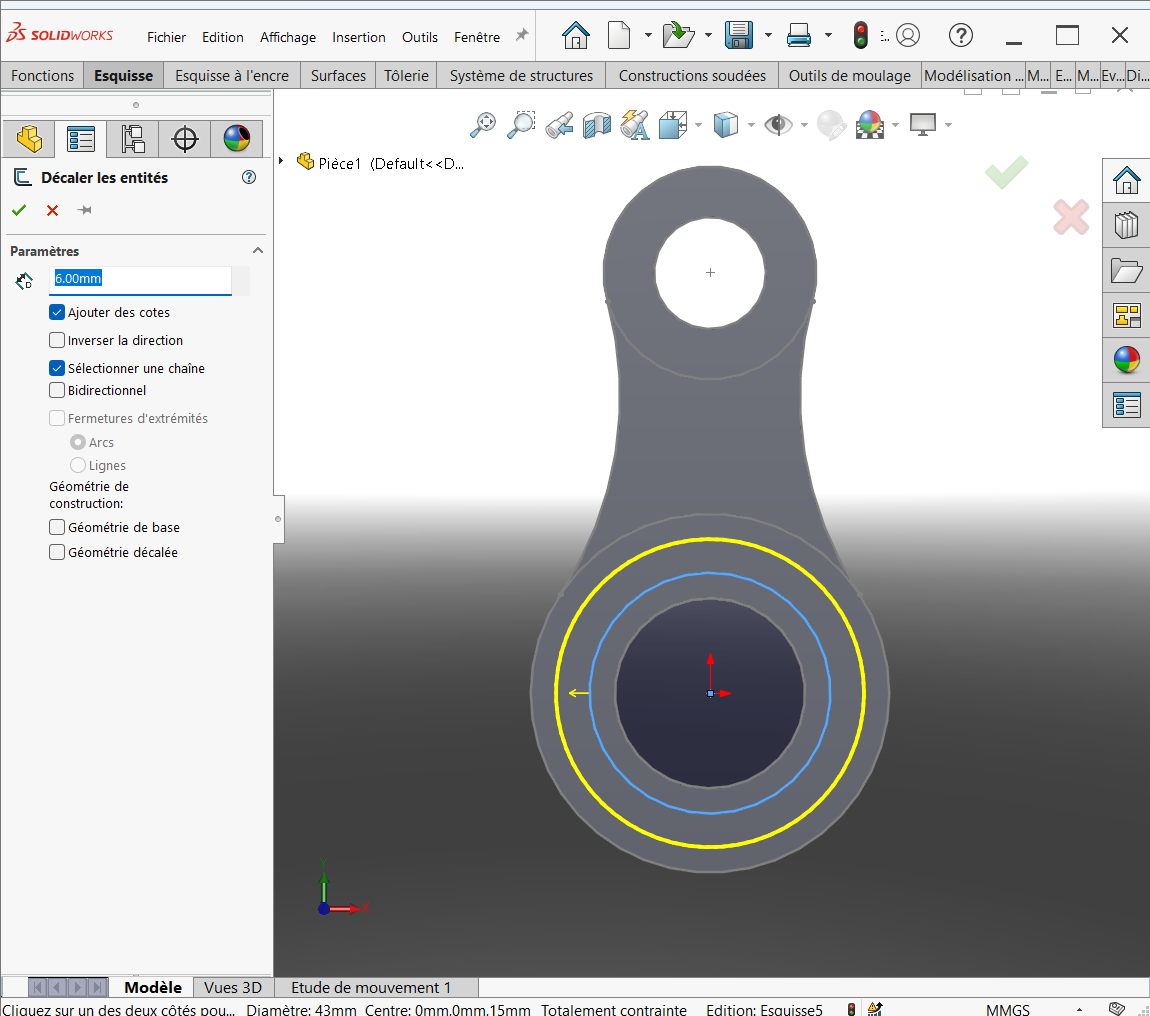 SOLIDWORKS Fichier Edition Affichage Insertion Outils Fenêtre
Fonctions Esquisse Esquisse à l'encre Surfaces Tôlerie Système de structures Constructions soudées Outils de moulage Modélisation ... M... E... M... Ev... Di...
Pièce1 (Default<<D...
Décaler les entités
Paramètres
6.00mm
Ajouter des cotes
Inverser la direction
Sélectionner une chaîne
Bidirectionnel
Fermetures d'extrémités
Arcs
Lignes
Géométrie de
construction:
Géométrie de base
Géométrie décalée
Y
X
Modèle Vues 3D Etude de mouvement 1
Cliquez sur un des deux côtés pou... Diamètre: 43mm Centre: 0mm,0mm,15mm Totalement contrainte Edition: Esquisse5 MMGS